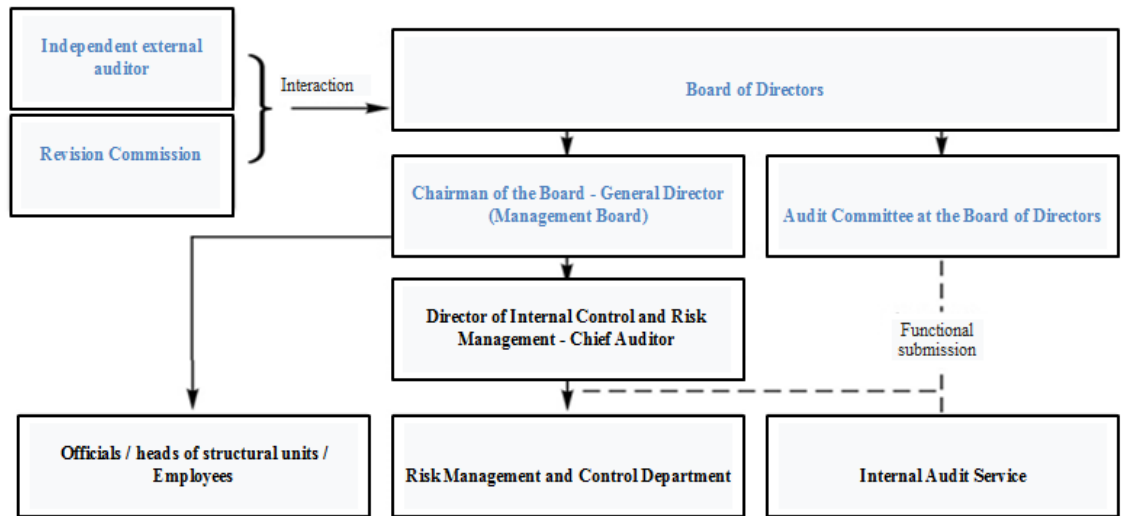 Independent external
auditor
Interaction
Board of Directors
Revision Commission
Chairman of the Board - General Director
(Management Board)
Audit Committee at the Board of Directors
Director of Internal Control and Risk
Management - Chief Auditor
Functional
submission
Officials / heads of structural units /
Employees
Risk Management and Control Department
Internal Audit Service